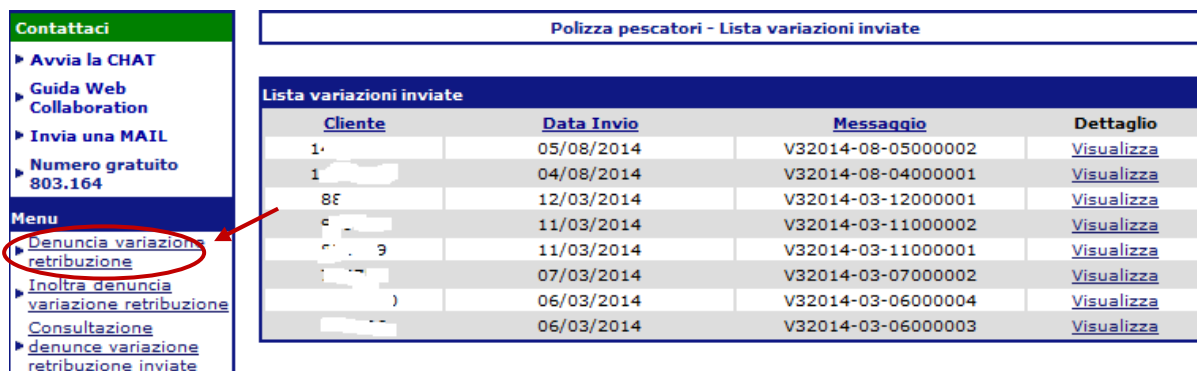 Contattaci
Avvia la CHAT
Guida Web
Collaboration
Invia una MAIL
Numero gratuito
803.164
Menu
Denuncia variazione
retribuzione
Inoltra denuncia
variazione retribuzione
Consultazione
denunce variazione
retribuzione inviate
Polizza pescatori - Lista variazioni inviate
Lista variazioni inviate
Cliente Data Invio Messaggio Dettaglio
05/08/2014 V32014-08-05000002 Visualizza
04/08/2014 V32014-08-04000001 Visualizza
12/03/2014 V32014-03-12000001 Visualizza
11/03/2014 V32014-03-11000002 Visualizza
11/03/2014 V32014-03-11000001 Visualizza
07/03/2014 V32014-03-07000002 Visualizza
06/03/2014 V32014-03-06000004 Visualizza
06/03/2014 V32014-03-06000003 Visualizza